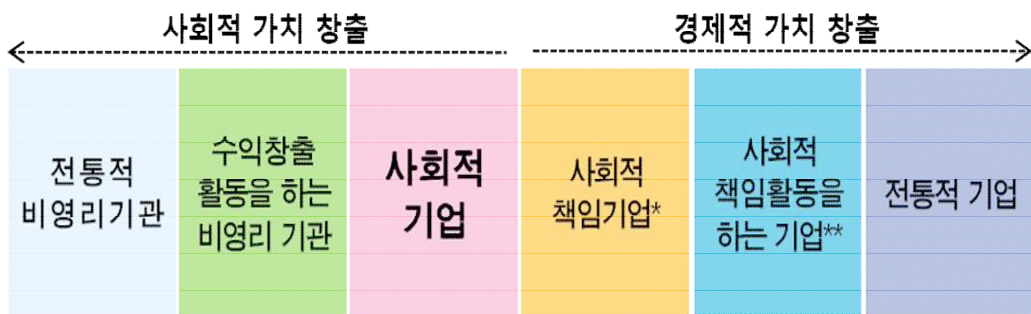 사회적 가치 창출
경제적 가치 창출
전통적
비영리기관
수익창출
활동을 하는
비영리 기관
사회적
기업
사회적
책임기업*
사회적
책임활동을
하는 기업**
전통적 기업